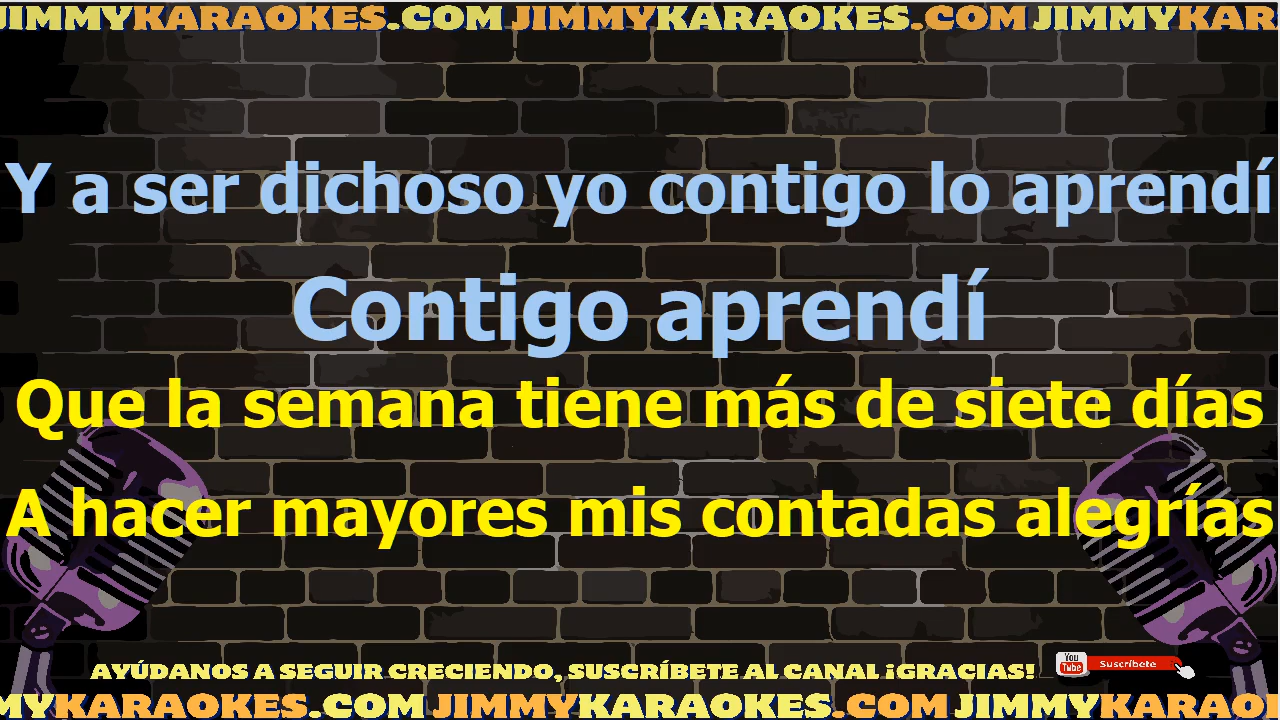 JIMMYKARAOKES.COM JIMMYKARAOKES.COM JIMMYKAR
Y a ser dichoso yo contigo lo aprendí
Contigo aprendí
Que la semana tiene más de siete días
A hacer mayores mis contadas alegrías
AYÚDANOS A SEGUIR CRECIENDO, SUSCRÍBETE AL CANAL ¡GRACIAS!
You Tube Suscríbete
MYKARAOKES.COM JIMMYKARAOKES.COM JIMMYKARAO